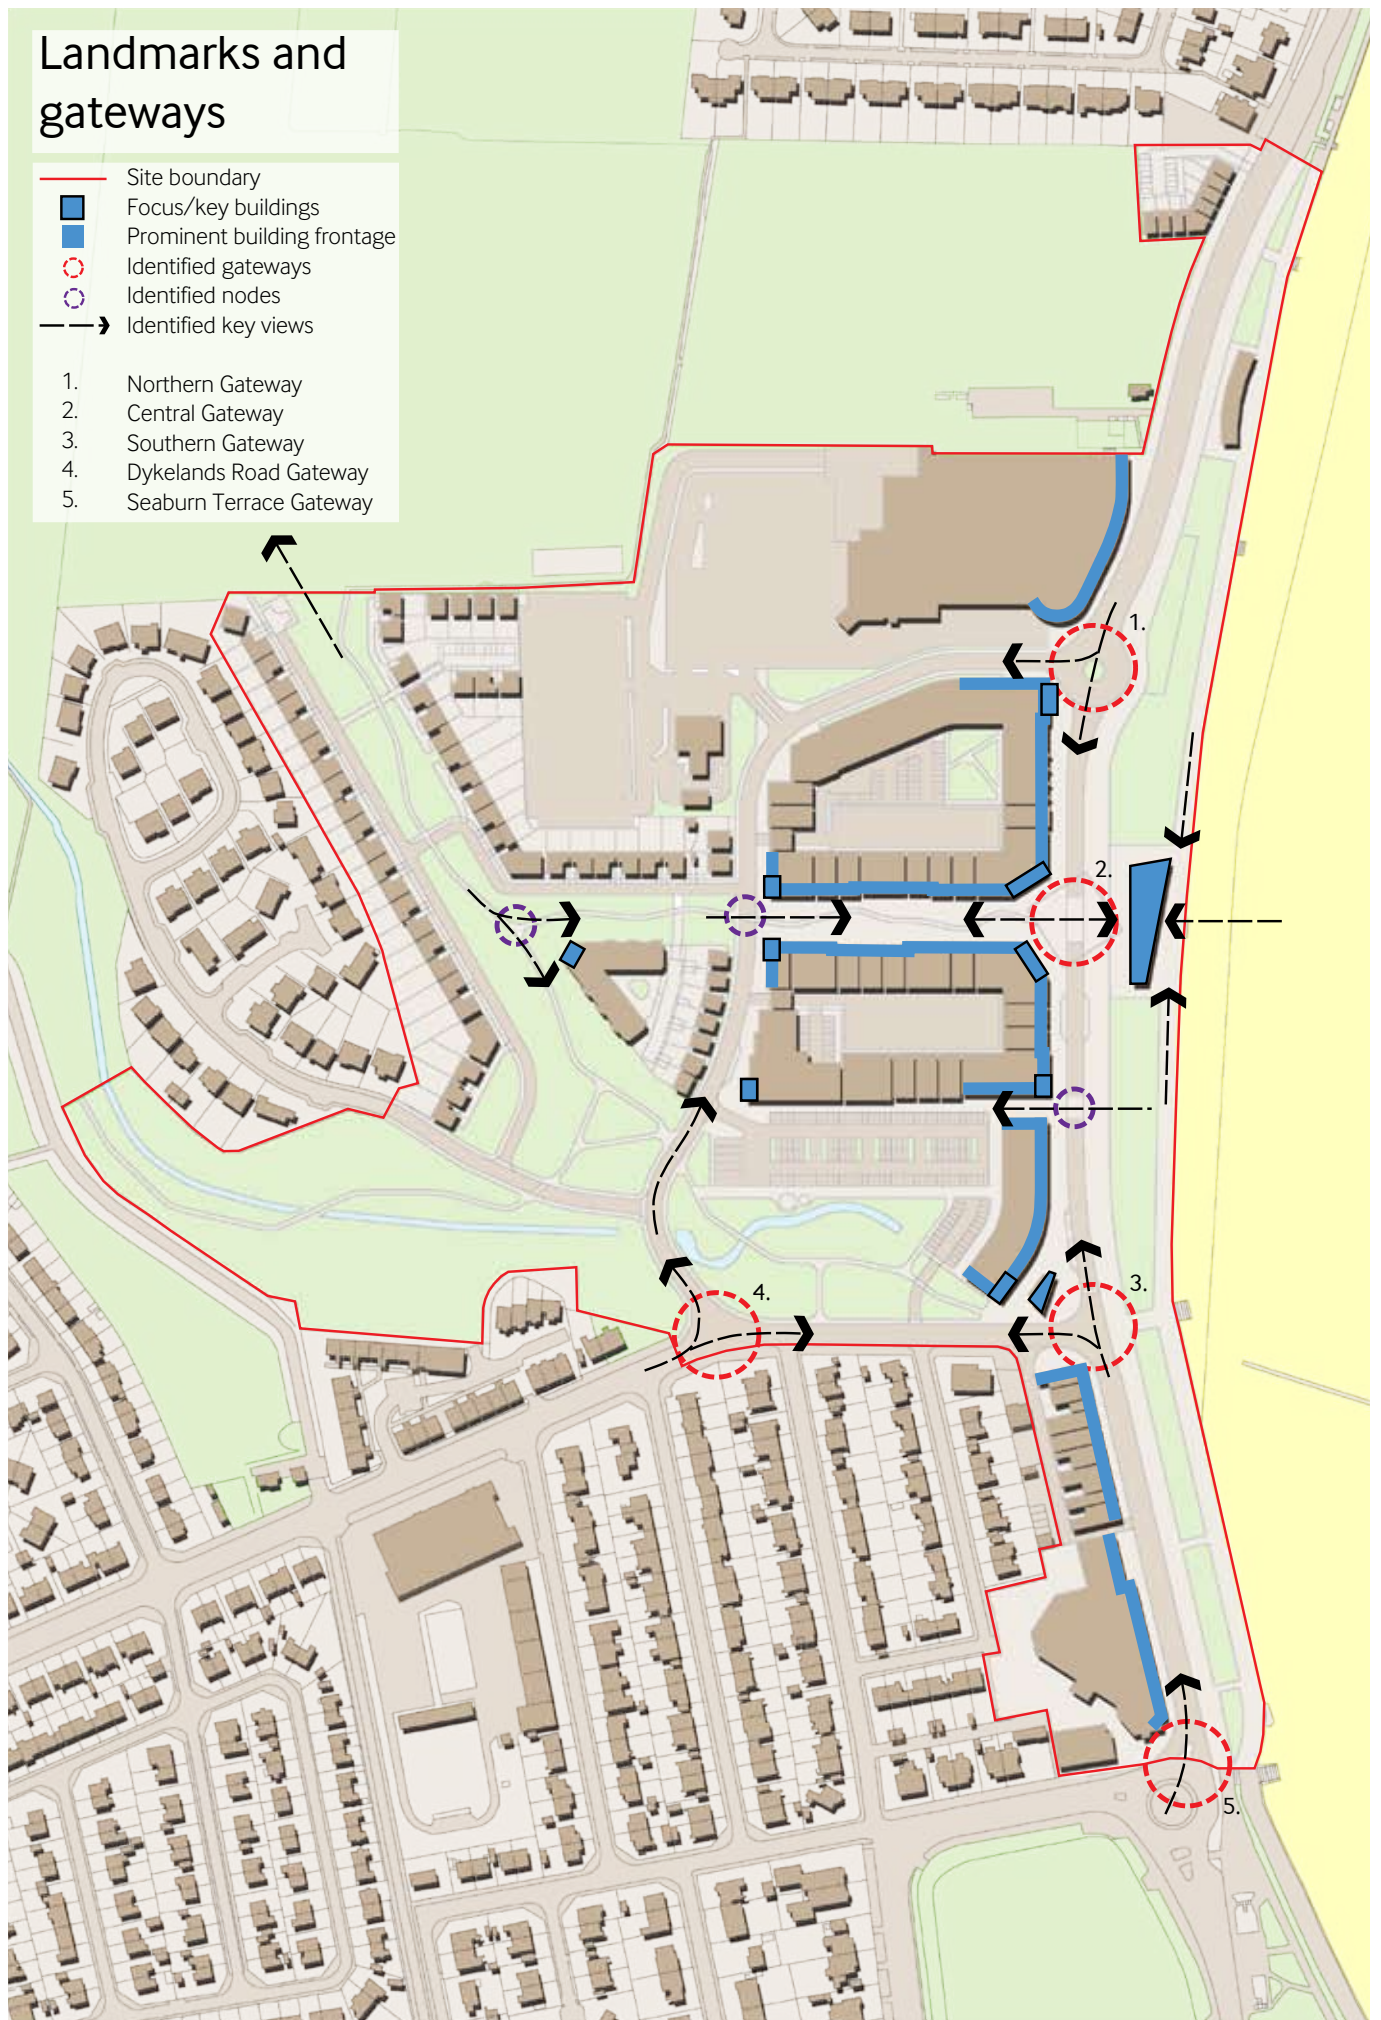 Landmarks and
gateways
Site boundary
Focus/key buildings
Prominent building frontage
Identified gateways
Identified nodes
Identified key views
1. Northern Gateway
2. Central Gateway
3. Southern Gateway
4. Dykelands Road Gateway
5. Seaburn Terrace Gateway
1.
2.
3.
4.
5.